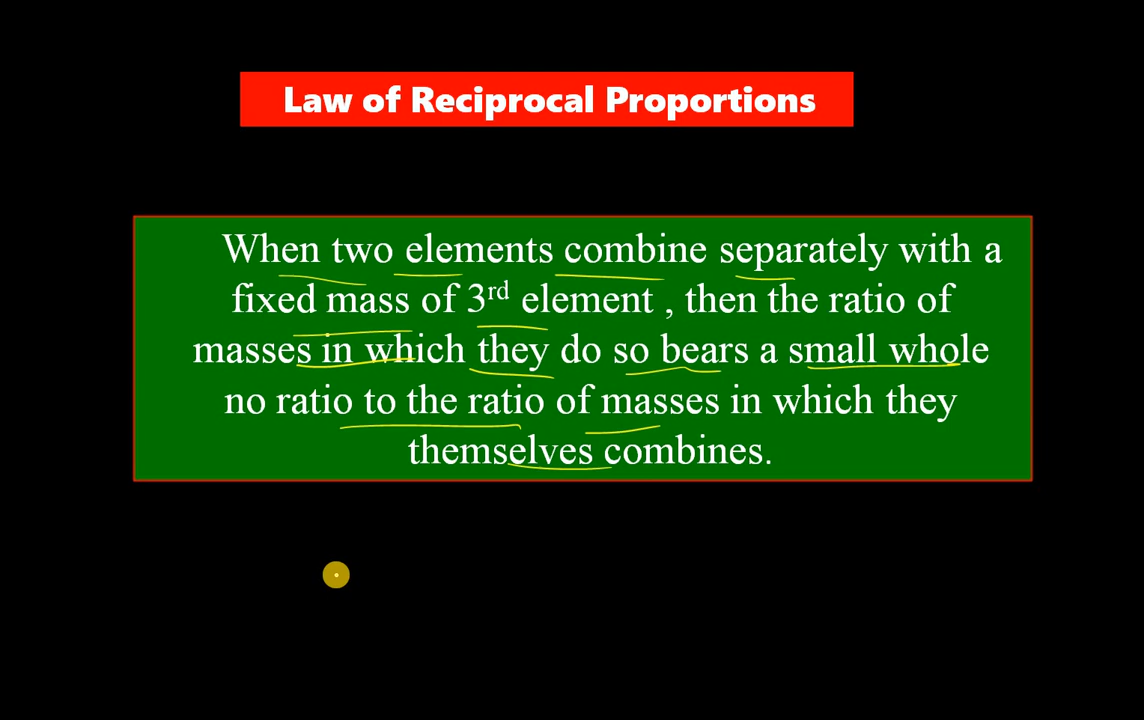 Law of Reciprocal Proportions
When two elements combine separately with a
fixed mass of 3rd element , then the ratio of
masses in which they do so bears a small whole
no ratio to the ratio of masses in which they
themselves combines.